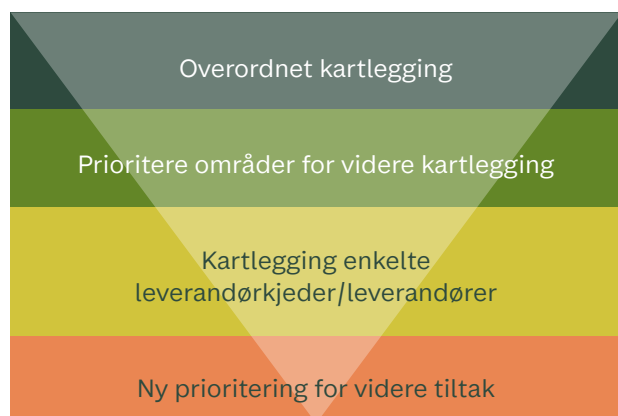 Overordnet kartlegging
Prioritere områder for videre kartlegging
Kartlegging enkelte
leverandørkjeder/leverandører
Ny prioritering for videre tiltak